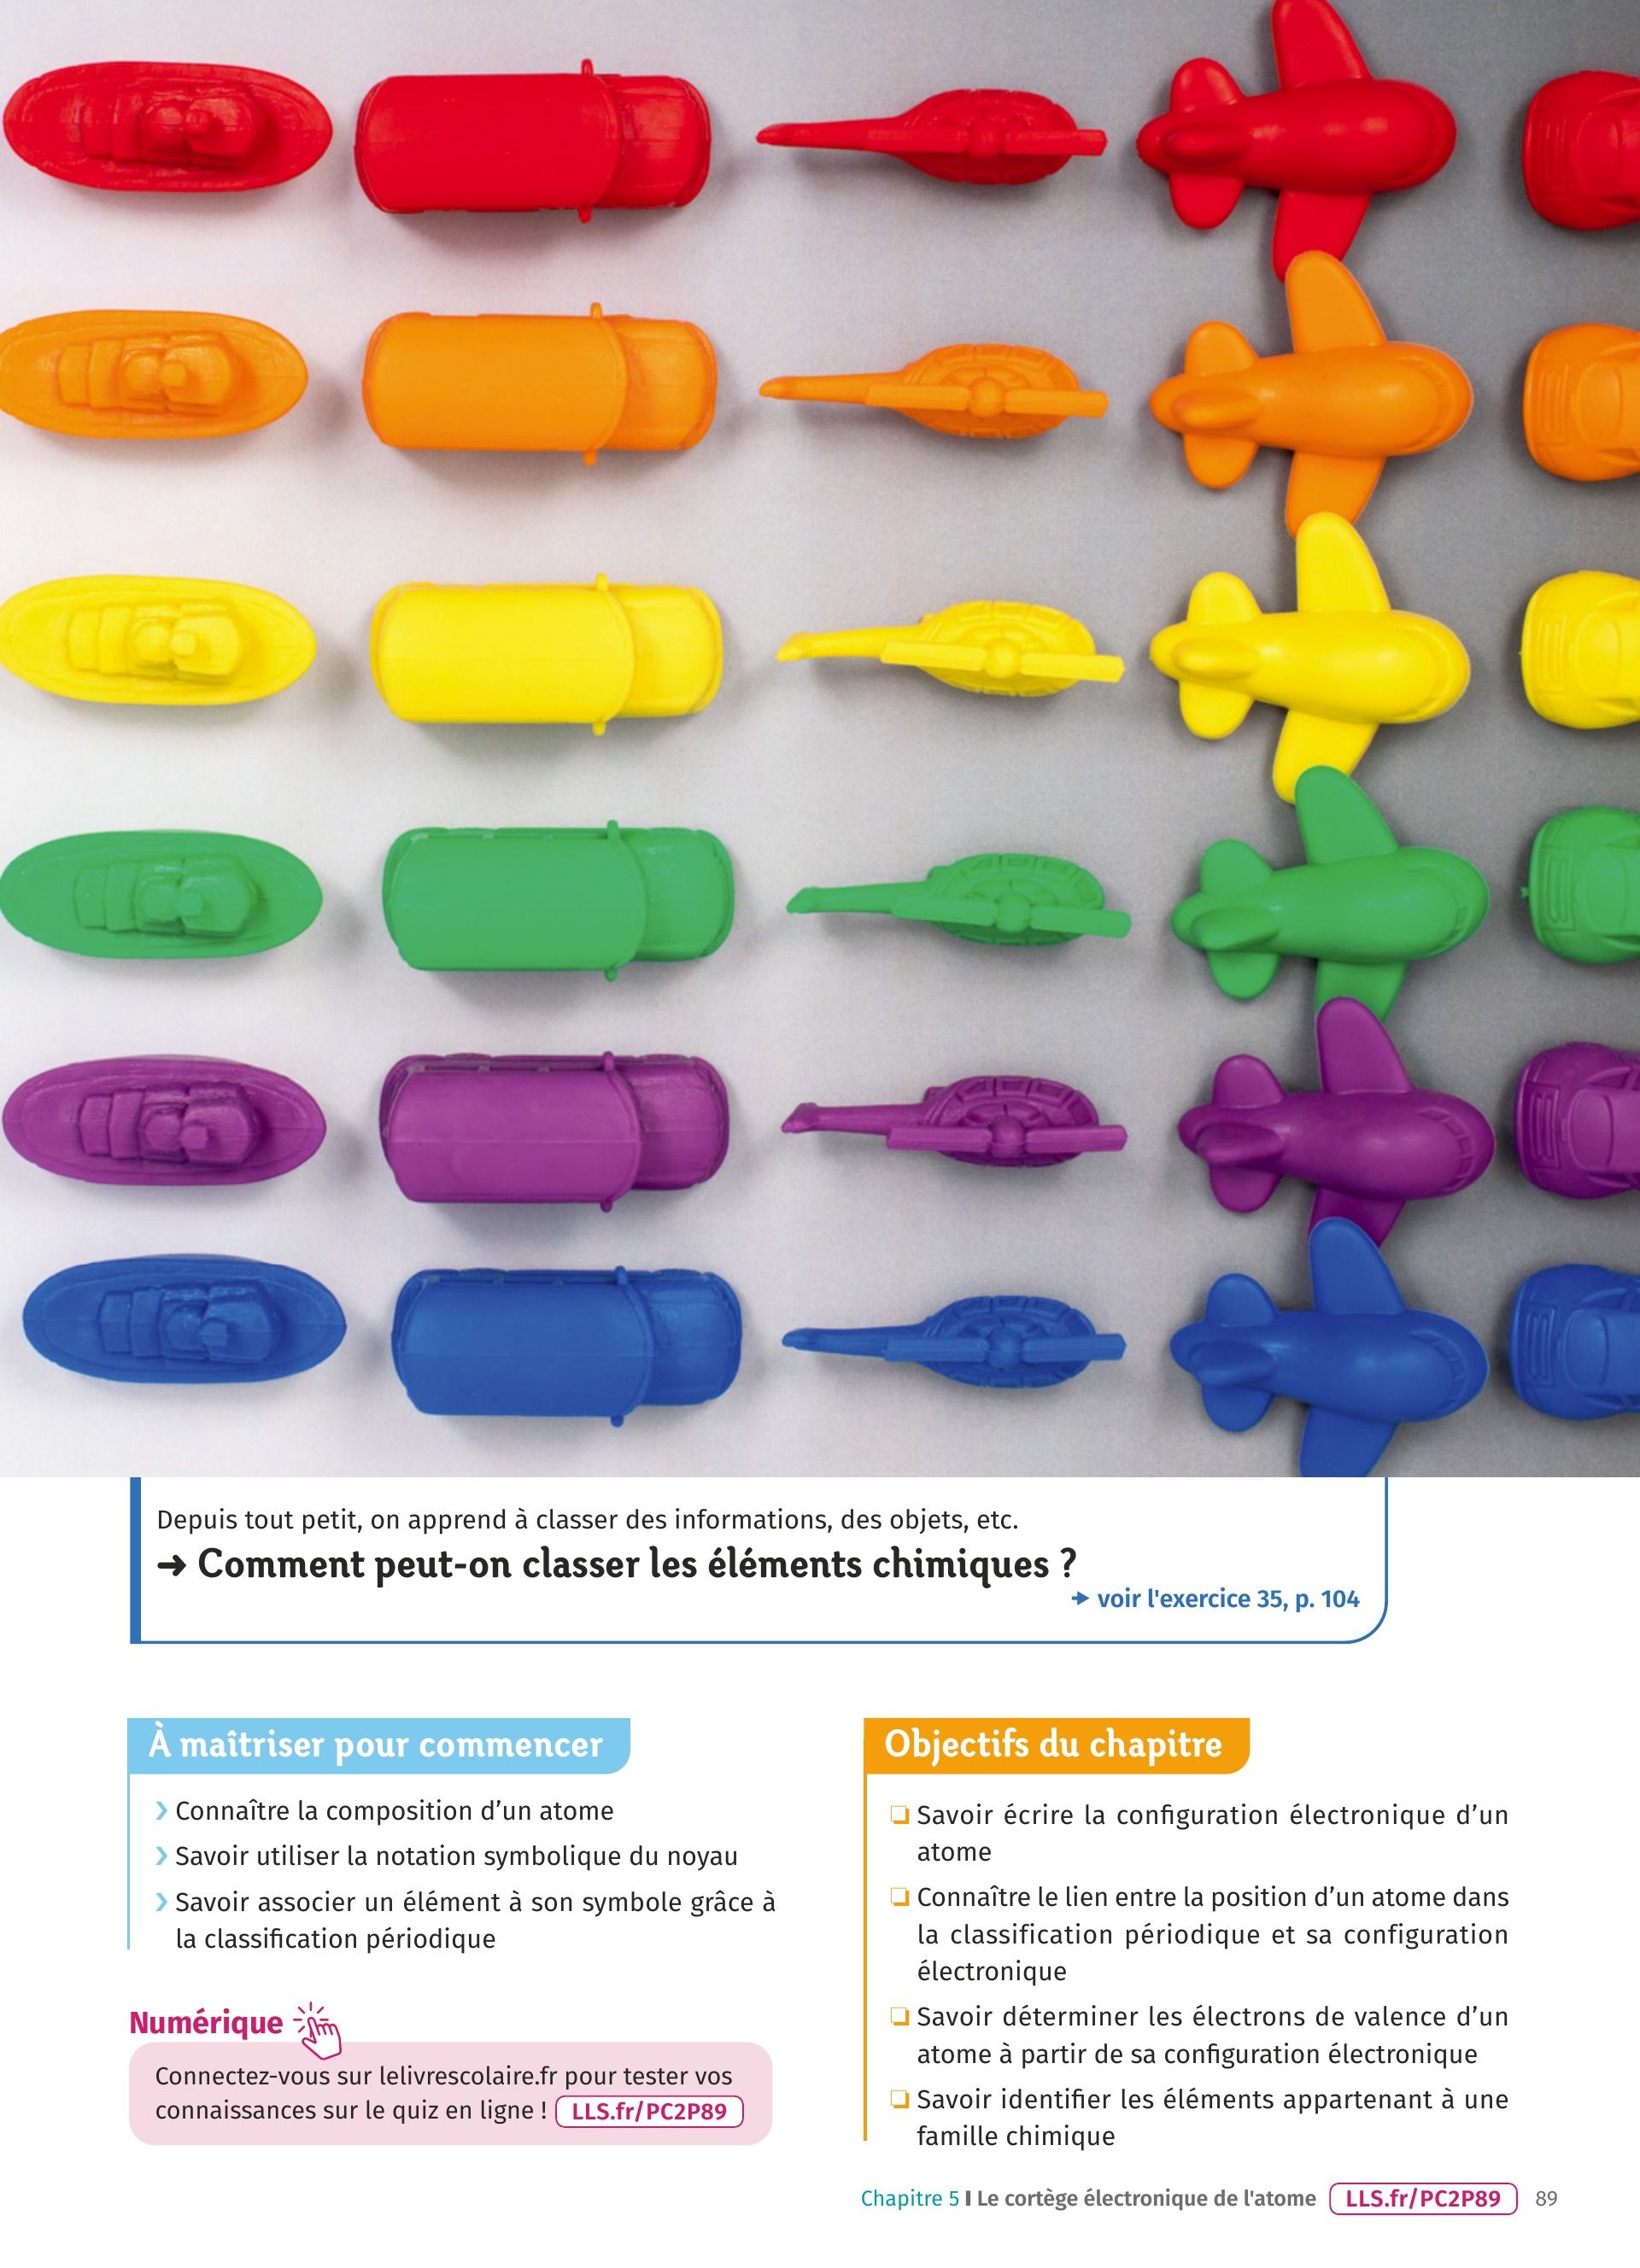 Depuis tout petit, on apprend à classer des informations, des objets, etc.
➜ Comment peut-on classer les éléments chimiques ?
➜ voir l'exercice 35, p. 104
À maîtriser pour commencer
› Connaître la composition d’un atome
› Savoir utiliser la notation symbolique du noyau
› Savoir associer un élément à son symbole grâce à
la classification périodique
Numérique
Connectez-vous sur lelivrescolaire.fr pour tester vos
connaissances sur le quiz en ligne ! LLS.fr/PC2P89
Objectifs du chapitre
❏ Savoir écrire la configuration électronique d’un
atome
❏ Connaître le lien entre la position d’un atome dans
la classification périodique et sa configuration
électronique
❏ Savoir déterminer les électrons de valence d’un
atome à partir de sa configuration électronique
❏ Savoir identifier les éléments appartenant à une
famille chimique
Chapitre 5 I Le cortège électronique de l'atome LLS.fr/PC2P89 89